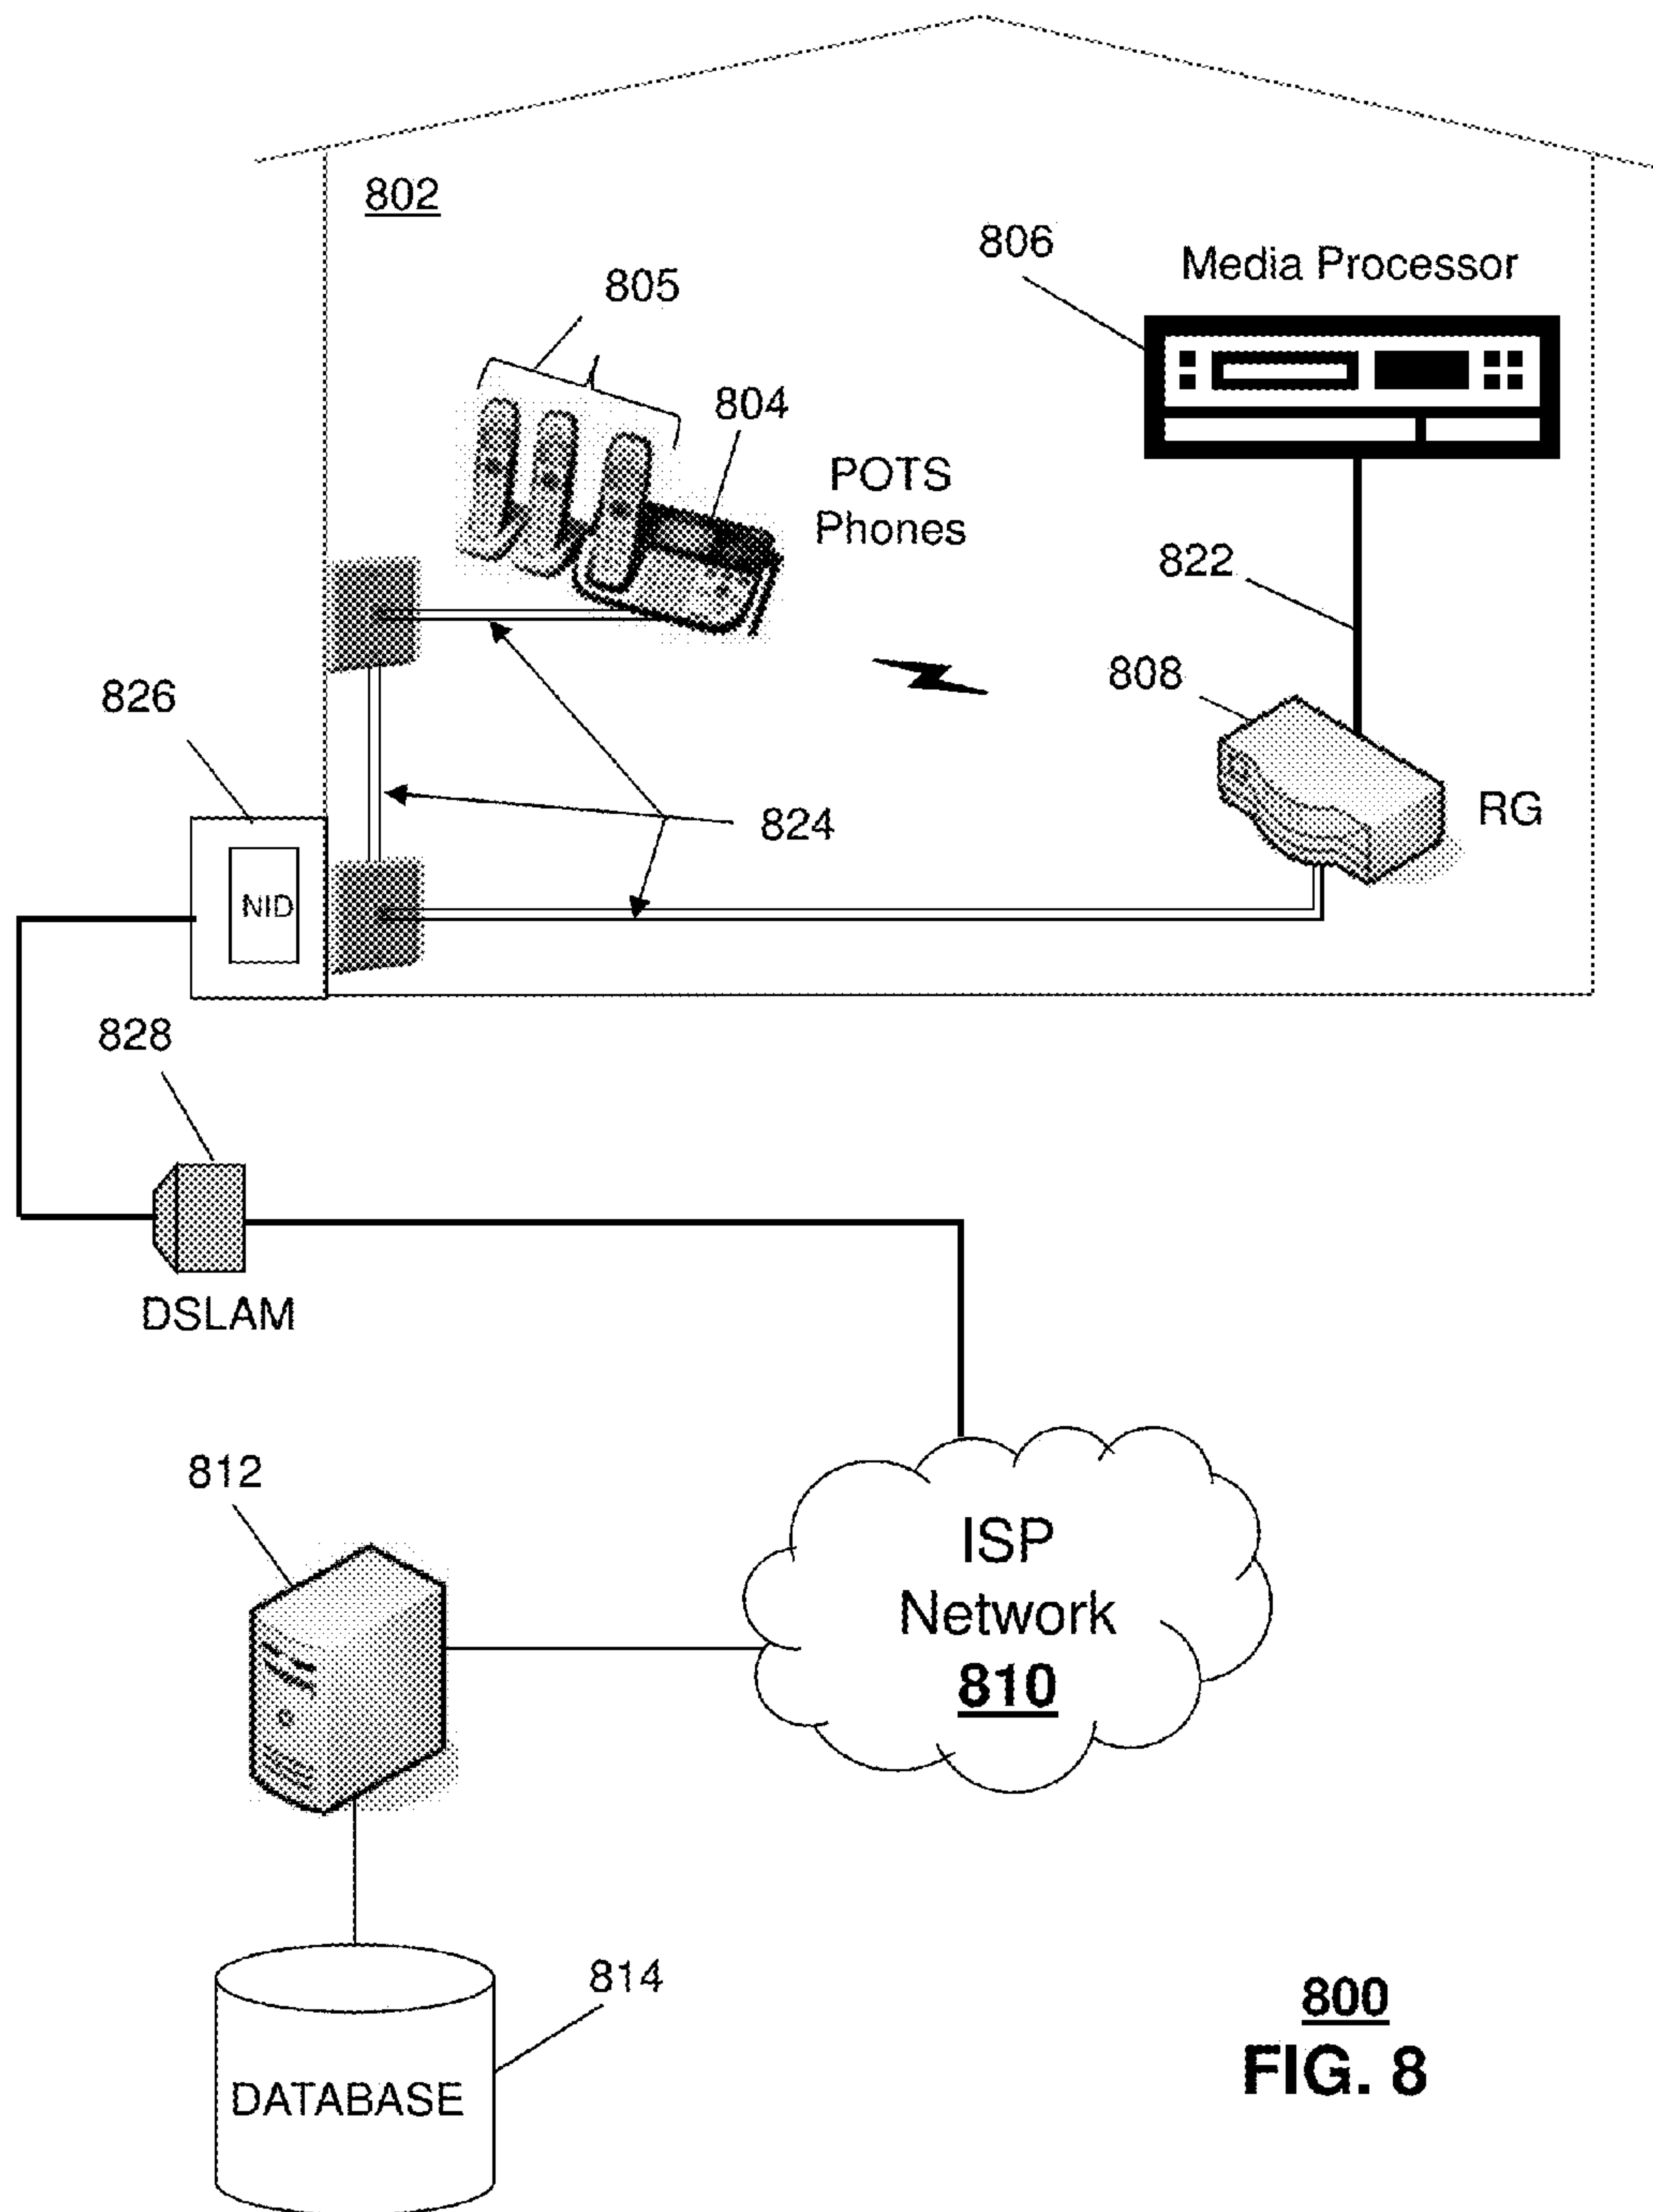 802
806
Media Processor
805
804
POTS
Phones
822
808
826
RG
824
NID
828
DSLAM
812
ISP
Network
810
814
DATABASE
800
FIG. 8